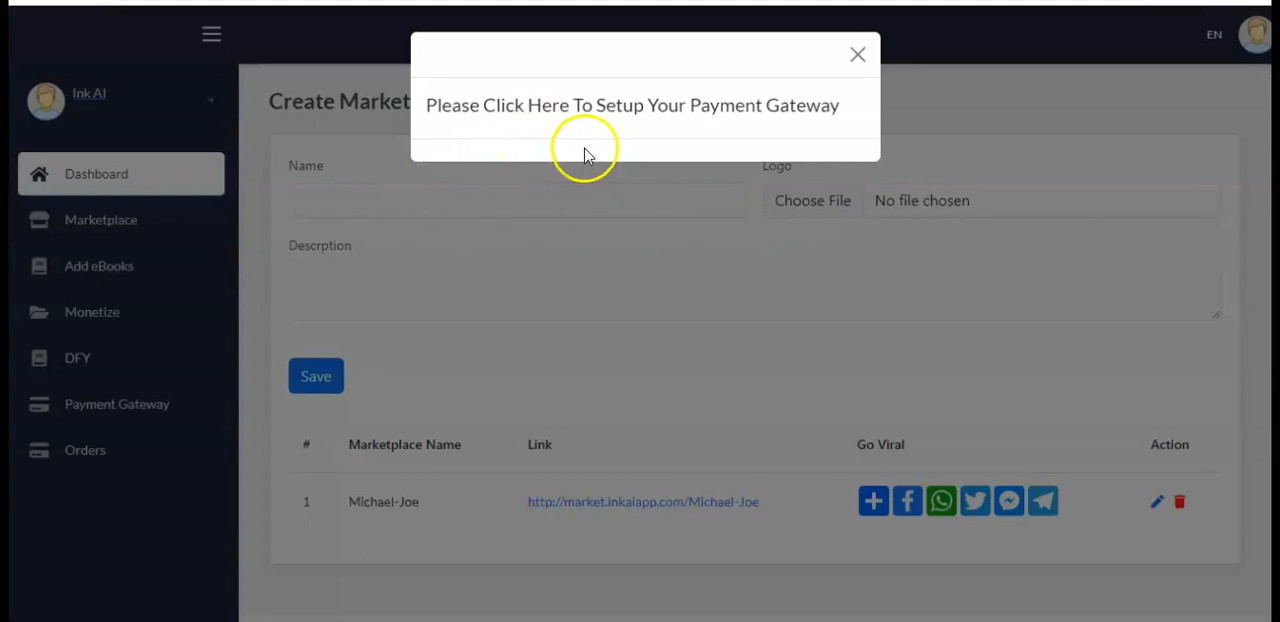 EN
Please Click Here To Setup Your Payment Gateway
Ink AI
Create Market
Name
Logo
Choose File No file chosen
Descrption
Dashboard
Marketplace
Add eBooks
Monetize
DFY
Payment Gateway
Orders
Save
# Marketplace Name Link Go Viral Action
1 Michael-Joe http://market.inkaiapp.com/Michael-Joe